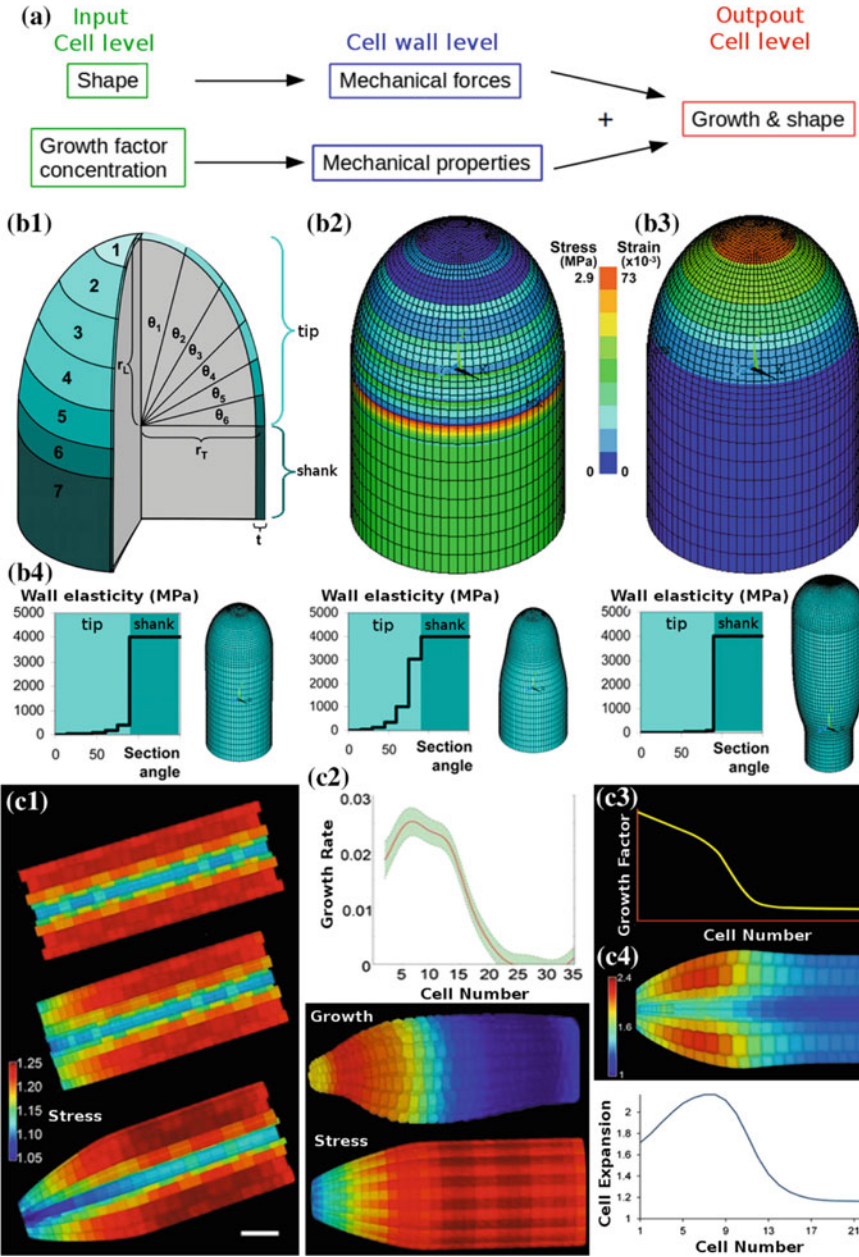 (a)
Input
Cell level
Cell wall level
Outpout
Cell level
Shape
Mechanical forces
+
Growth & shape
Growth factor
concentration
Mechanical properties
(b1)
1
2
3
4
5
6
7
r_L
θ1
θ2
θ3
θ4
θ5
θ6
r_T
t
tip
shank
(b2)
Stress
(MPa)
2.9
0
Strain
(x10-3)
73
0
(b3)
(b4)
Wall elasticity (MPa)
5000
4000
3000
2000
1000
0
tip
shank
0
50
Section
angle
Wall elasticity (MPa)
5000
4000
3000
2000
1000
0
tip
shank
0
50
Section
angle
Wall elasticity (MPa)
5000
4000
3000
2000
1000
0
tip
shank
0
50
Section
angle
(c1)
1.25
1.20
1.15
1.10
1.05
Stress
(c2)
Growth Rate
0.03
0.02
0.01
0
5
10
15
20
25
30
35
Cell Number
Growth
Stress
(c3)
Growth Factor
Cell Number
(c4)
2.4
1.6
1
Cell Expansion
2
1.8
1.6
1.4
1.2
1
1
5
9
13
17
21
Cell Number